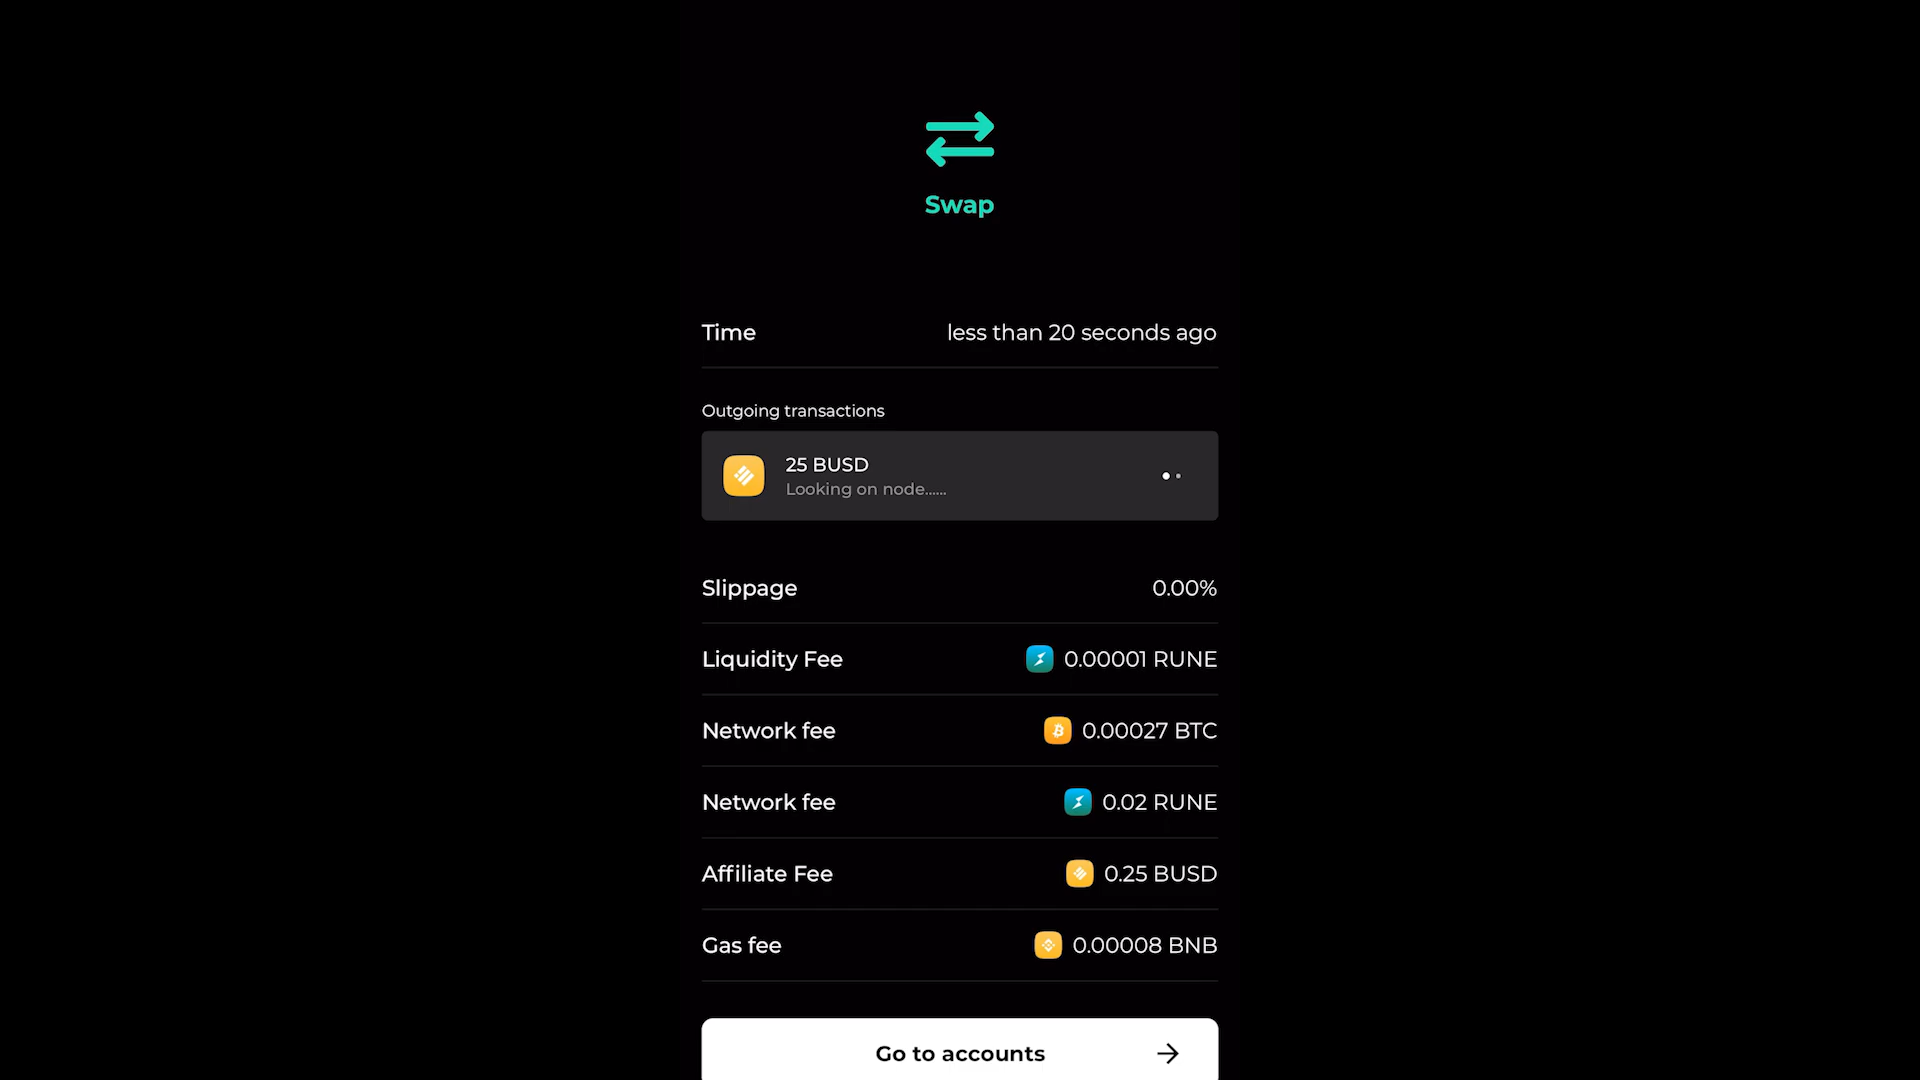 Swap
Time less than 20 seconds ago
Outgoing transactions
25 BUSD
Looking on node......
Slippage 0.00%
Liquidity Fee 0.00001 RUNE
Network fee 0.00027 BTC
Network fee 0.02 RUNE
Affiliate Fee 0.25 BUSD
Gas fee 0.00008 BNB
Go to accounts